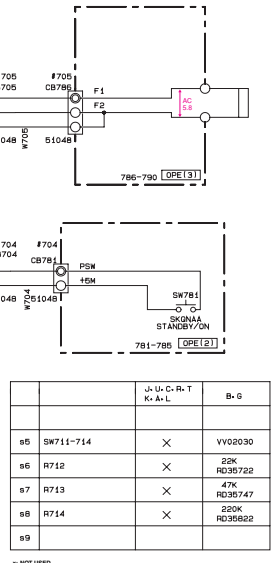 705 #705
705 CB786 F1
F2
AC
5.8
W705
048 51048
786-790 OPE(3)
704 #704
704 CB781 PSW
+5M
SW781
W704
048 51048
SKQNAA
STANDBY/ON
781-785 OPE(2)
J.U.C.R.T
K.A.L B.G
s5 SW711-714 × VV02030
s6 R712 × 22K
RD35722
s7 R713 × 47K
RD35747
s8 R714 × 220K
RD35822
s9
NOT USED